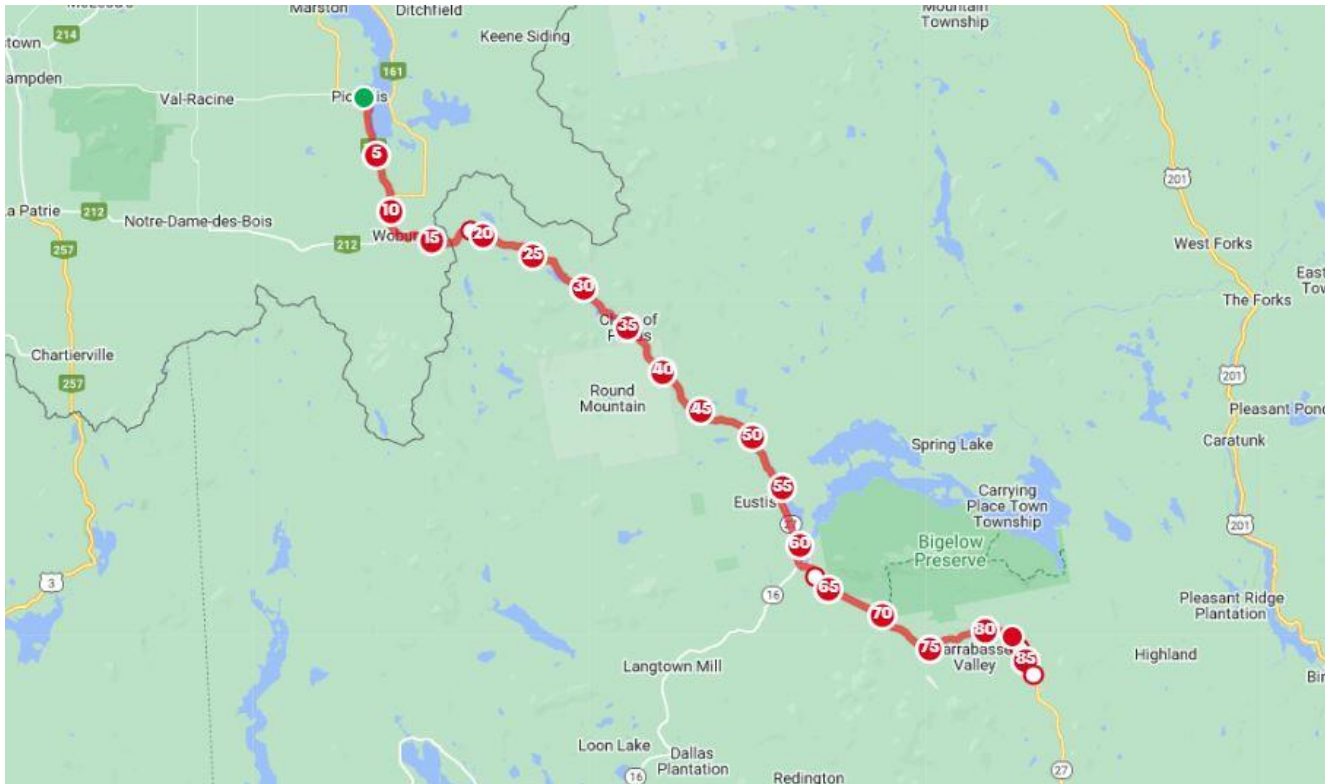 Marston
Ditchfield
Mountain
Township
214
Keene Siding
161
Val-Racine
5
201
La Patrie
212
Notre-Dame-des-Bois
10
257
212
15
20
West Forks
25
30
The Forks
35
Chartierville
257
40
Round
Mountain
201
45
Pleasant Pond
50
Spring Lake
Caratunk
55
Eustis
Carrying
Place Town
Township
27
201
60
Bigelow
Preserve
3
65
16
70
Pleasant Ridge
Plantation
80
75
Valley
85
Highland
Langtown Mill
Loon Lake
Dallas
Plantation
16
Redington
27